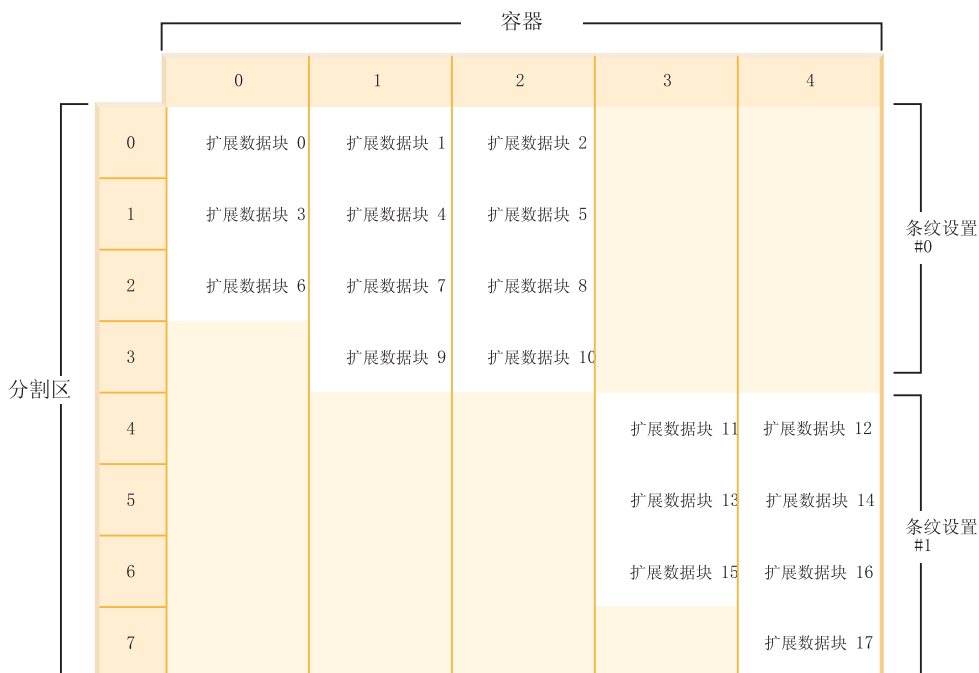 容器
0 1 2 3 4
0 扩展数据块 0 扩展数据块 1 扩展数据块 2
1 扩展数据块 3 扩展数据块 4 扩展数据块 5
条纹设置
#0
2 扩展数据块 6 扩展数据块 7 扩展数据块 8
3 扩展数据块 9 扩展数据块 10
分割区
4 扩展数据块 11 扩展数据块 12
5 扩展数据块 13 扩展数据块 14
条纹设置
#1
6 扩展数据块 15 扩展数据块 16
7 扩展数据块 17